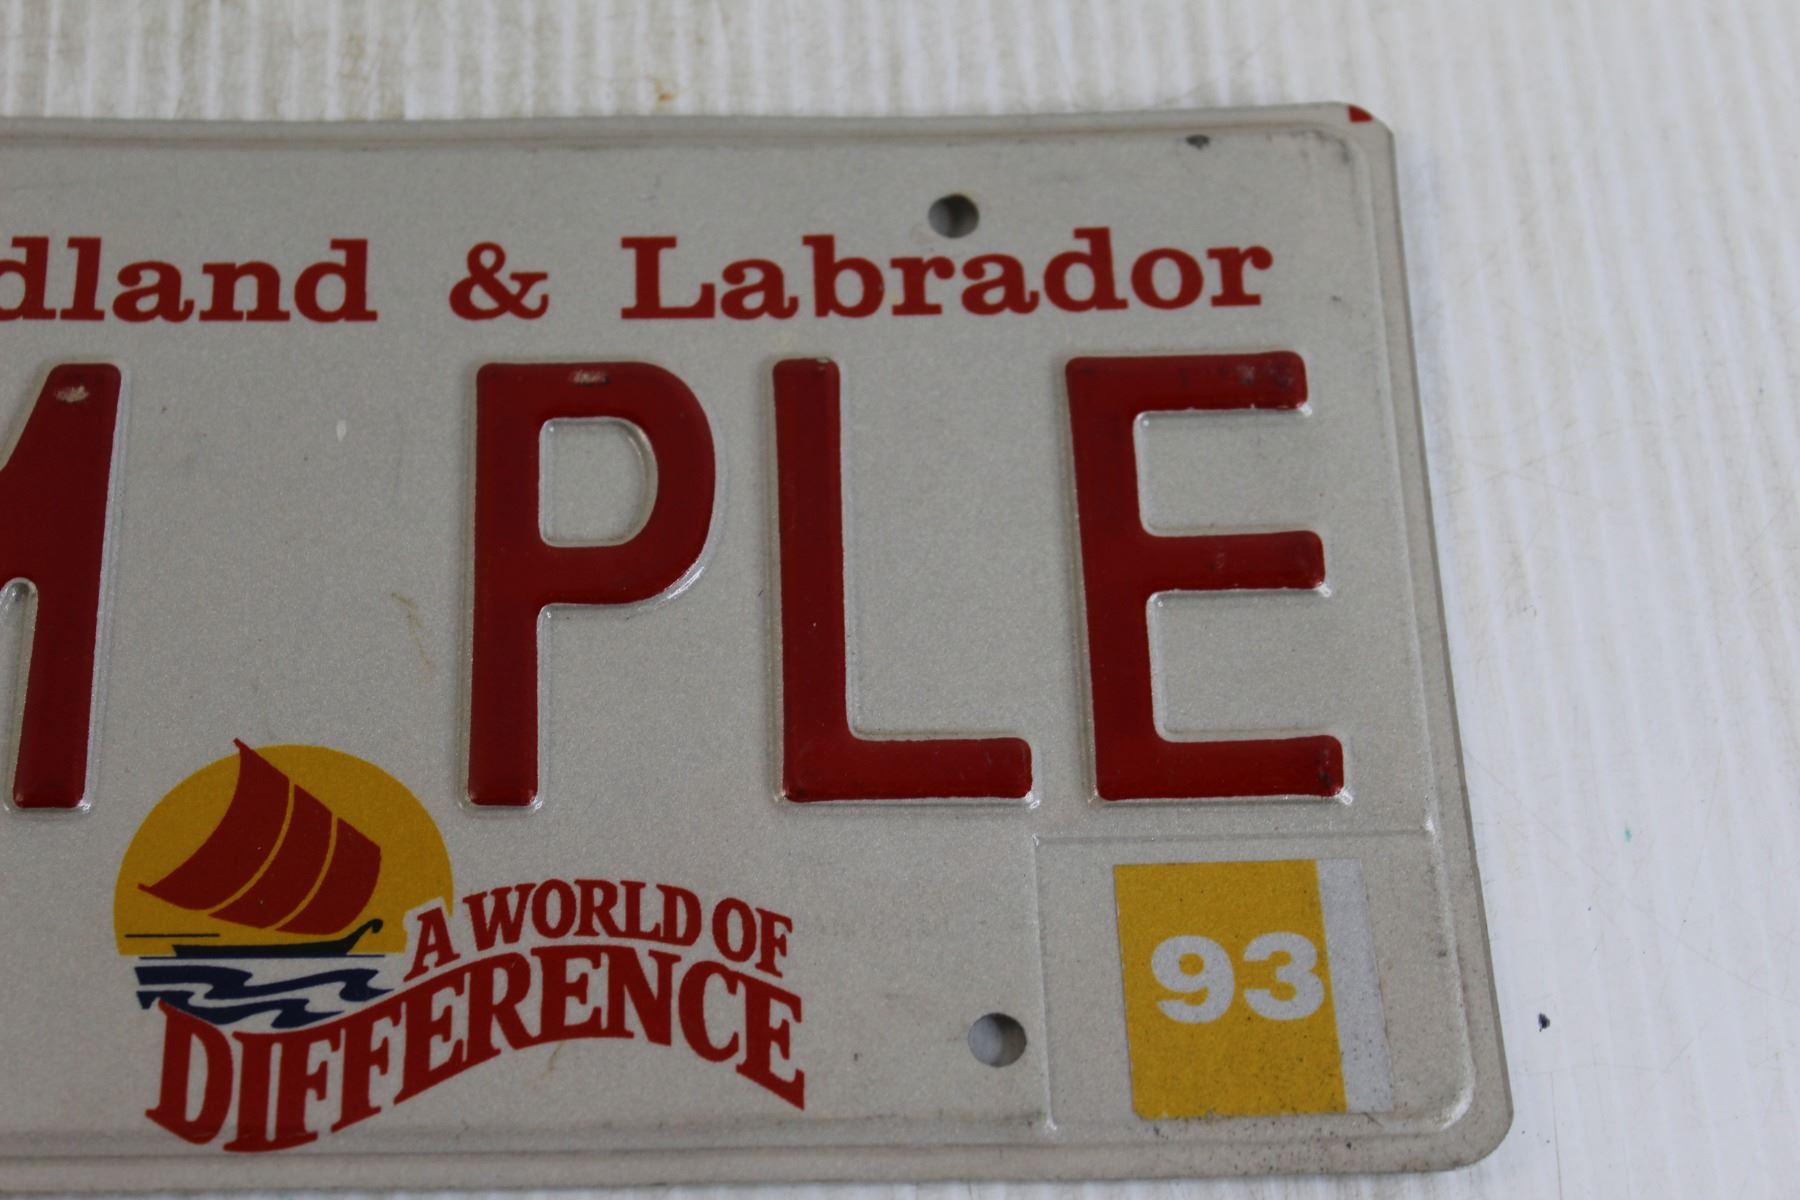 dland & Labrador
M PLE
A WORLD OF
DIFFERENCE
93